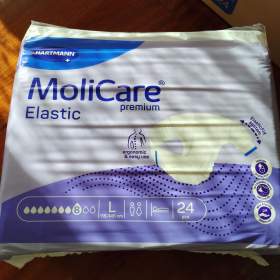 HARTMANN
MoliCare®
premium
Elastic
ergonomic
& easy use
8
L
24